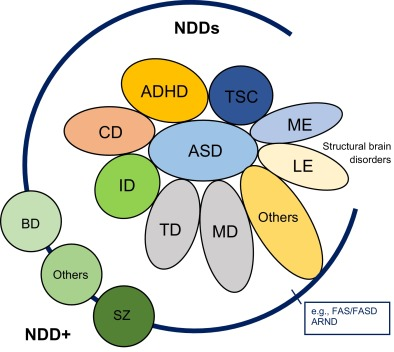 NDDs
ADHD
TSC
CD
ME
ASD
Structural brain
disorders
LE
ID
TD
MD
Others
BD
Others
SZ
NDD+
e.g., FAS/FASD
ARND